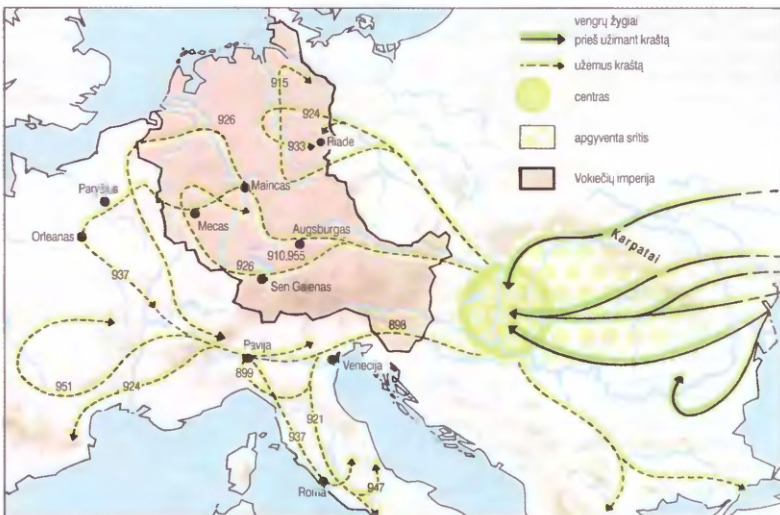 vengrų žygiai
prieš užimant kraštą
užėmus kraštą
centras
apgyventa sritis
Vokiečių imperija
915
924
926
933
Riade
Maincas
Paryžius
Mecas
Orleanas
Augsburgas
910,955
926
Sen Galenas
937
Karpatai
898
Pavija
899
Venecija
951
924
921
937
947
Roma